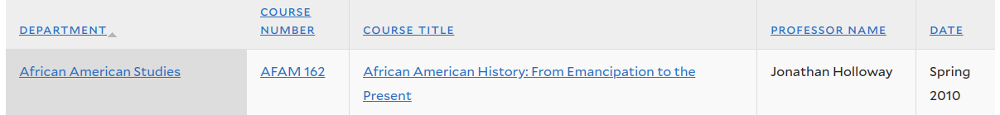 DEPARTMENT
COURSE
NUMBER
COURSE TITLE
PROFESSOR NAME
DATE
African American Studies
AFAM 162
African American History: From Emancipation to the
Present
Jonathan Holloway
Spring
2010